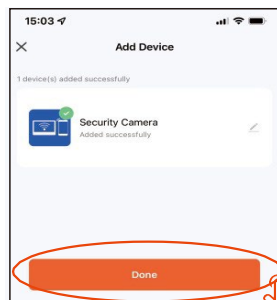 15:03
Add Device
1 device(s) added successfully
Security Camera
Added successfully
Done